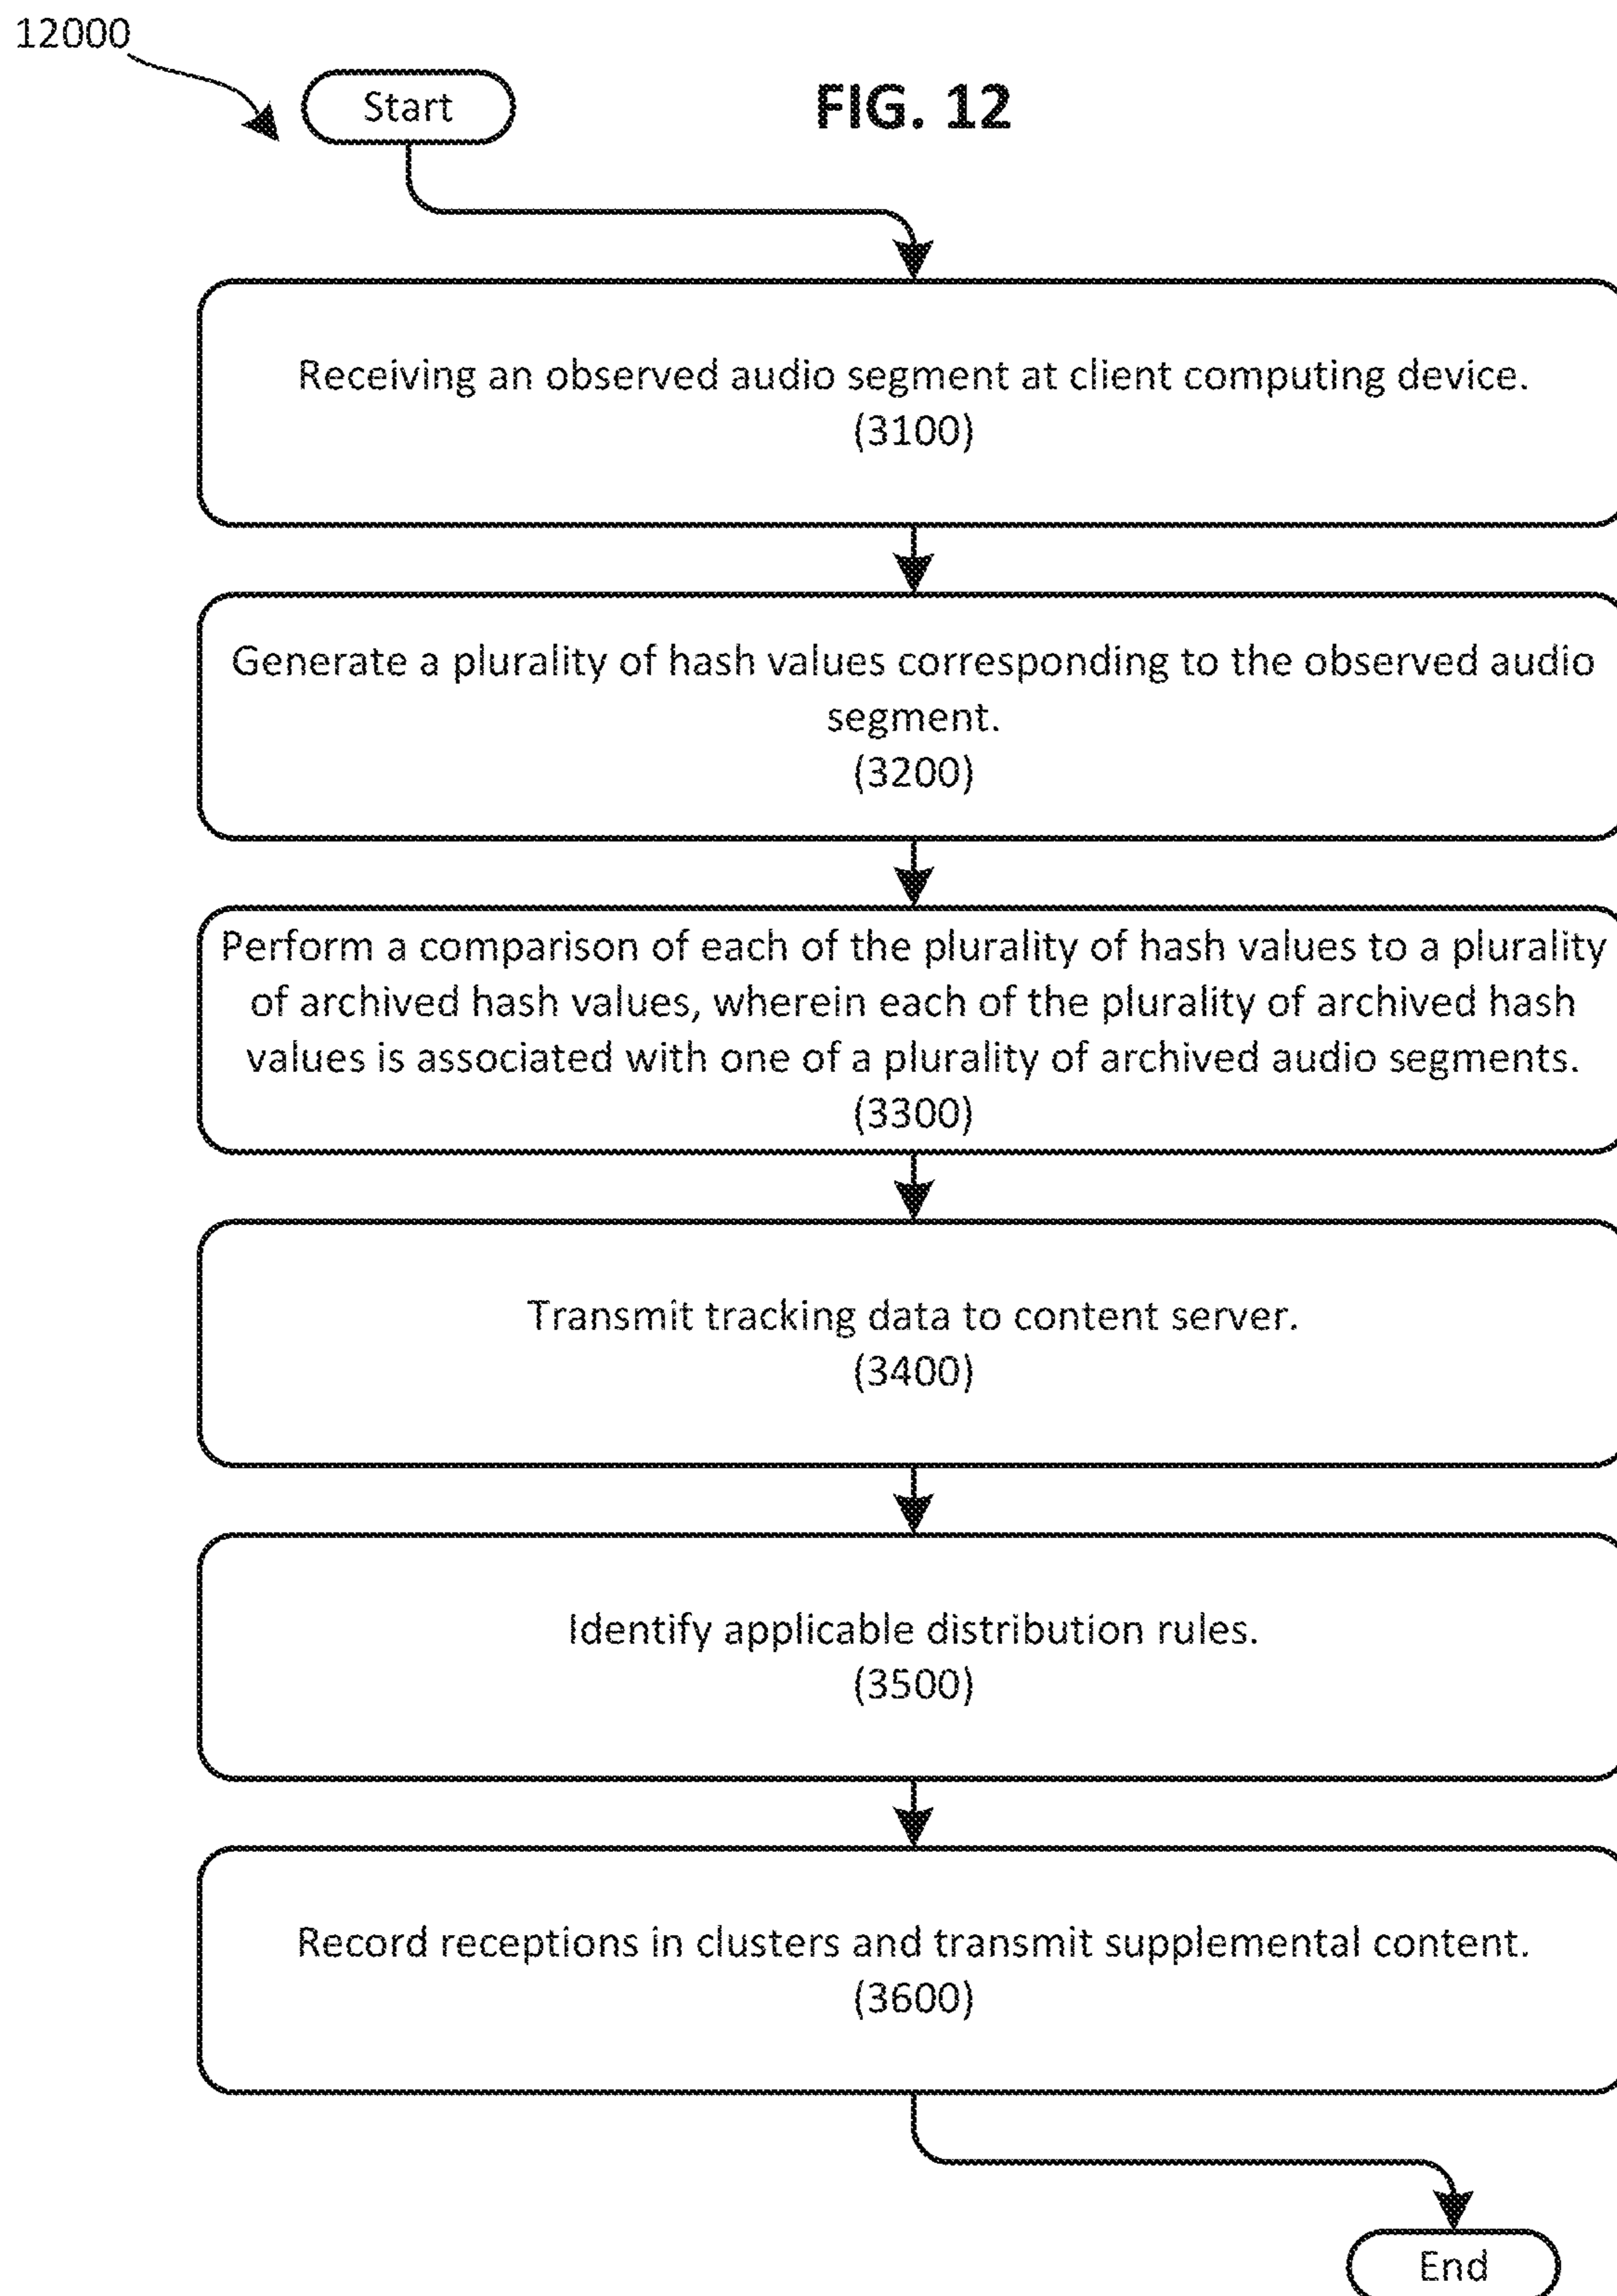 12000
Start
FIG. 12
Receiving an observed audio segment at client computing device.
(3100)
Generate a plurality of hash values corresponding to the observed audio
segment.
(3200)
Perform a comparison of each of the plurality of hash values to a plurality
of archived hash values, wherein each of the plurality of archived hash
values is associated with one of a plurality of archived audio segments.
(3300)
Transmit tracking data to content server.
(3400)
Identify applicable distribution rules.
(3500)
Record receptions in clusters and transmit supplemental content.
(3600)
End